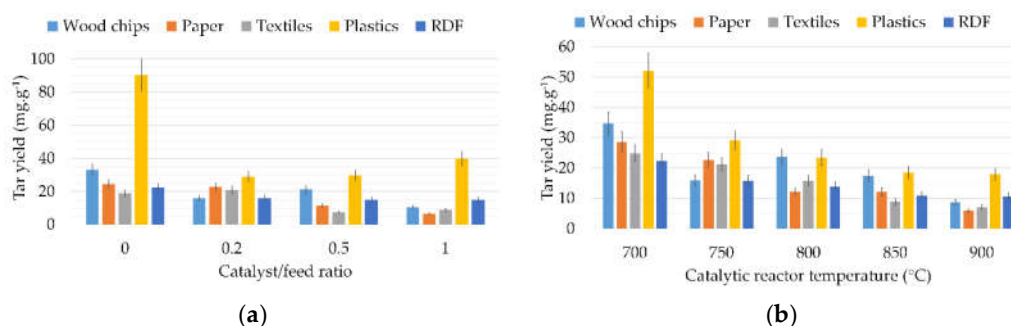 Wood chips Paper Textiles Plastics RDF
Tar yield (mg.g⁻¹)
100
80
60
40
20
0
0 0.2 0.5 1
Catalyst/feed ratio
(a)
Wood chips Paper Textiles Plastics RDF
Tar yield (mg.g⁻¹)
60
50
40
30
20
10
0
700 750 800 850 900
Catalytic reactor temperature (°C)
(b)